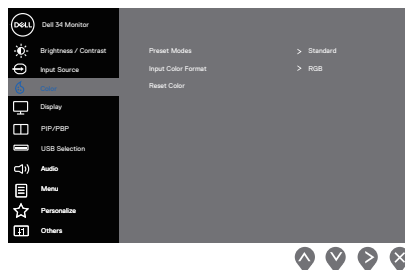 DELL Dell 34 Monitor
Brightness / Contrast
Input Source
Color
Display
PIP/PBP
USB Selection
Audio
Menu
Personalize
Others
Preset Modes > Standard
Input Color Format > RGB
Reset Color